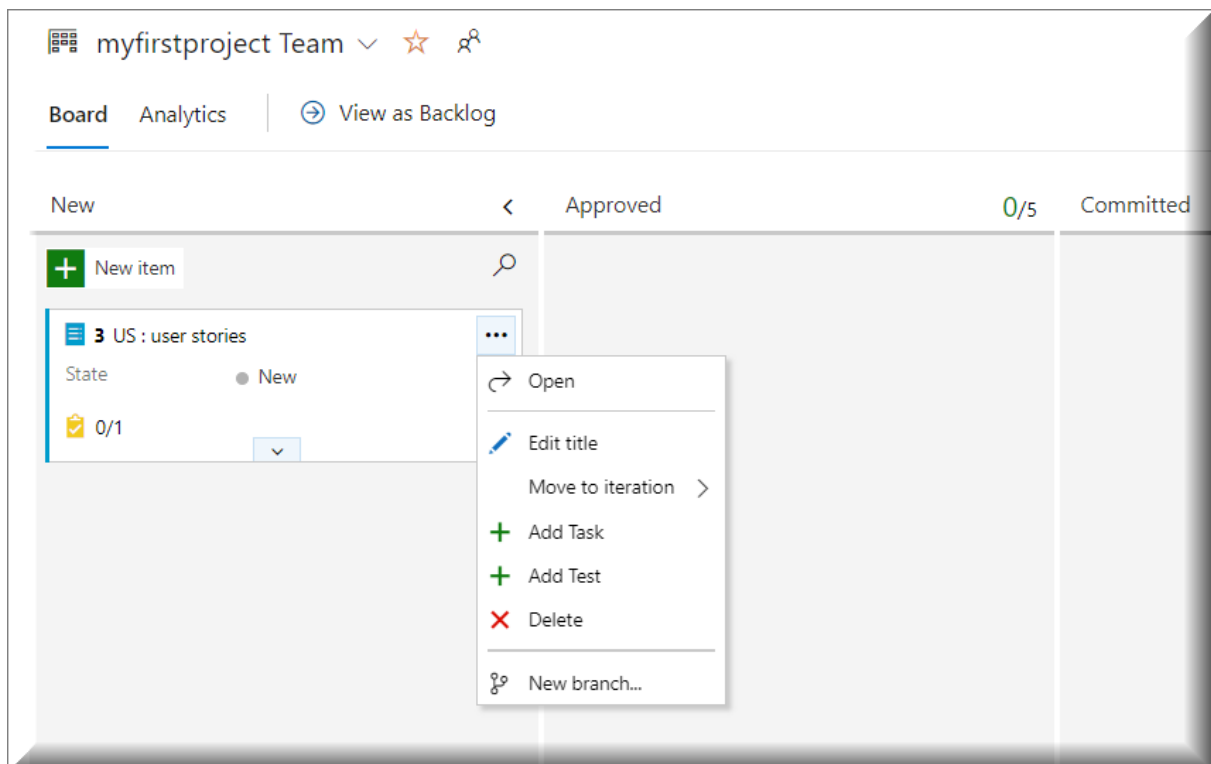 myfirstproject Team
Board Analytics View as Backlog
New Approved 0/5 Committed
New item
3 US : user stories
State New
0/1
Open
Edit title
Move to iteration
Add Task
Add Test
Delete
New branch...